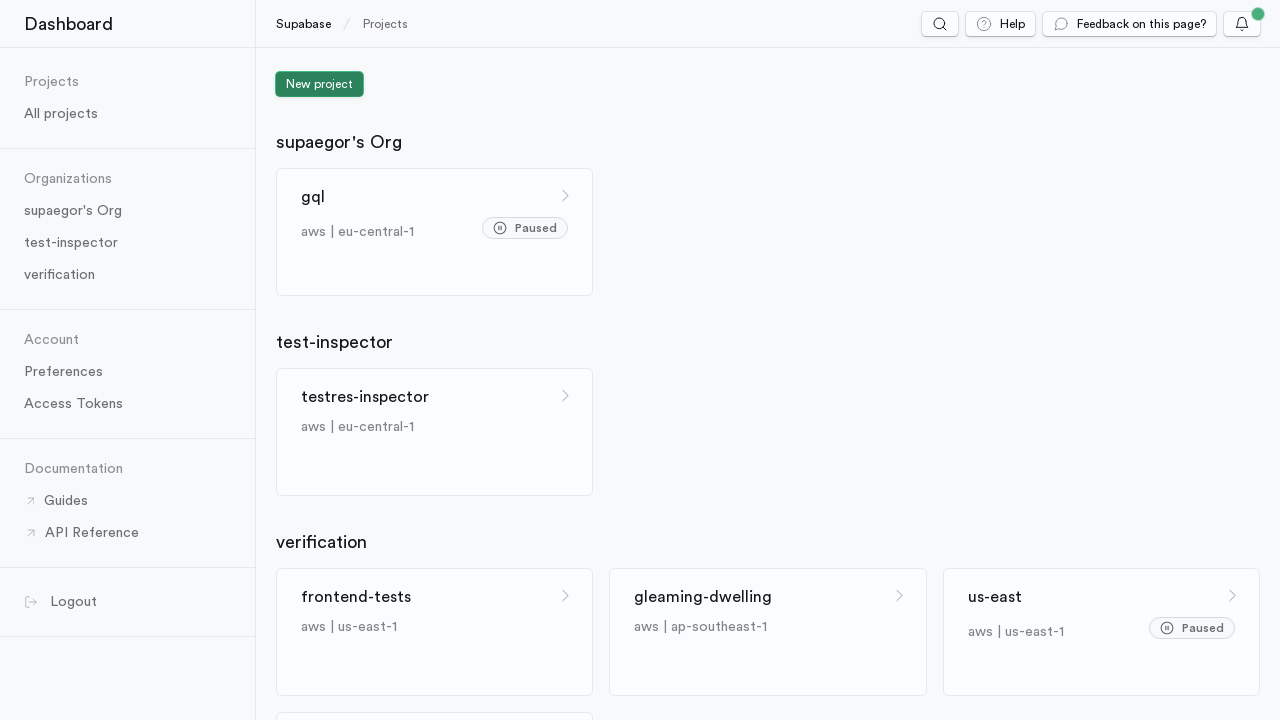 Dashboard
Supabase / Projects
Help
Feedback on this page?
Projects
All projects
Organizations
supaegor's Org
test-inspector
verification
Account
Preferences
Access Tokens
Documentation
Guides
API Reference
Logout
New project
supaegor's Org
gql
aws | eu-central-1
Paused
test-inspector
testres-inspector
aws | eu-central-1
verification
frontend-tests
aws | us-east-1
gleaming-dwelling
aws | ap-southeast-1
us-east
aws | us-east-1
Paused